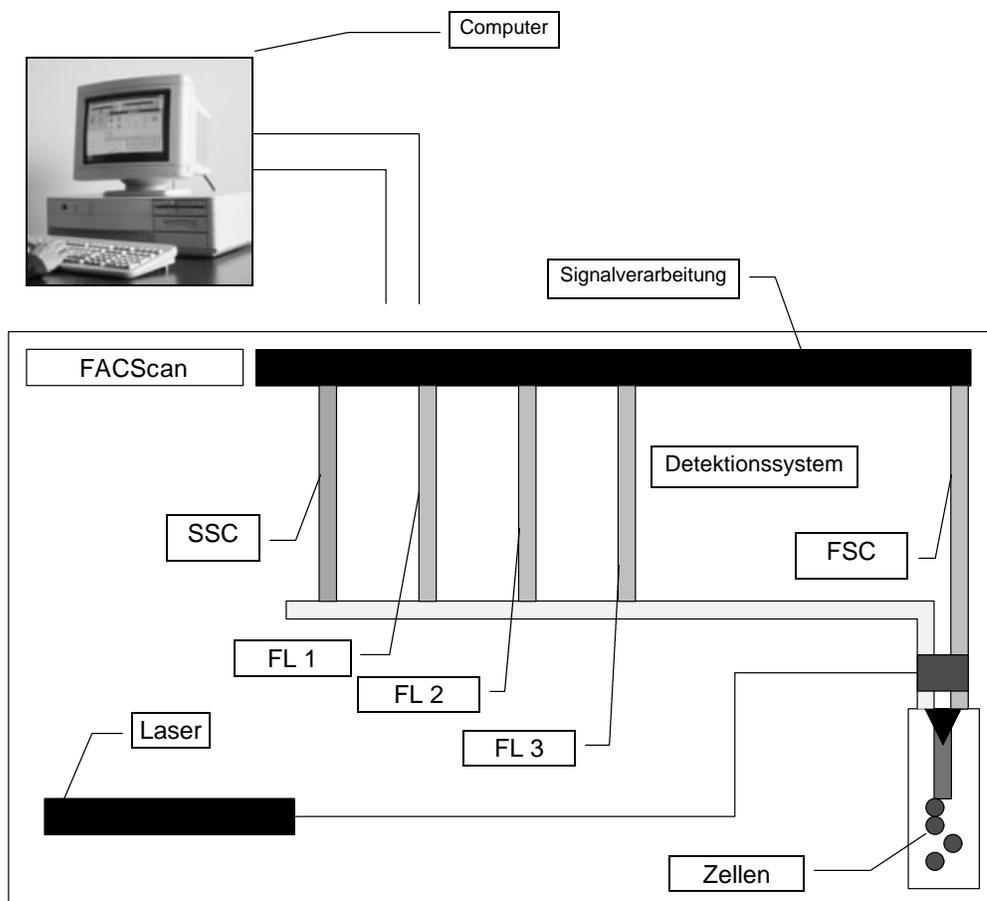 Computer
Signalverarbeitung
FACScan
Detektionssystem
SSC
FSC
FL 1
FL 2
Laser
FL 3
Zellen